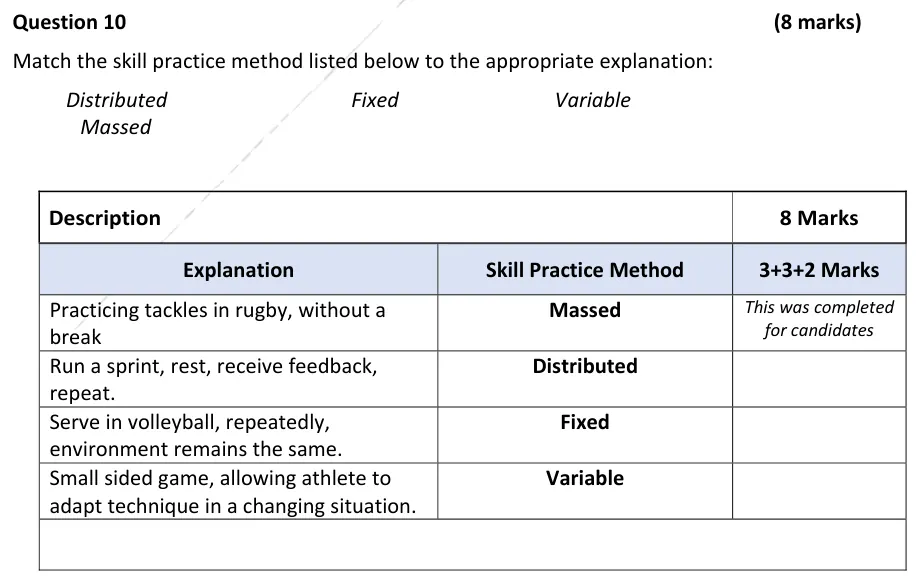 Question 10 (8 marks)
Match the skill practice method listed below to the appropriate explanation:
Distributed Fixed Variable
Massed
Description 8 Marks
Explanation Skill Practice Method 3+3+2 Marks
Practicing tackles in rugby, without a Massed This was completed
break for candidates
Run a sprint, rest, receive feedback, Distributed
repeat.
Serve in volleyball, repeatedly, Fixed
environment remains the same.
Small sided game, allowing athlete to Variable
adapt technique in a changing situation.